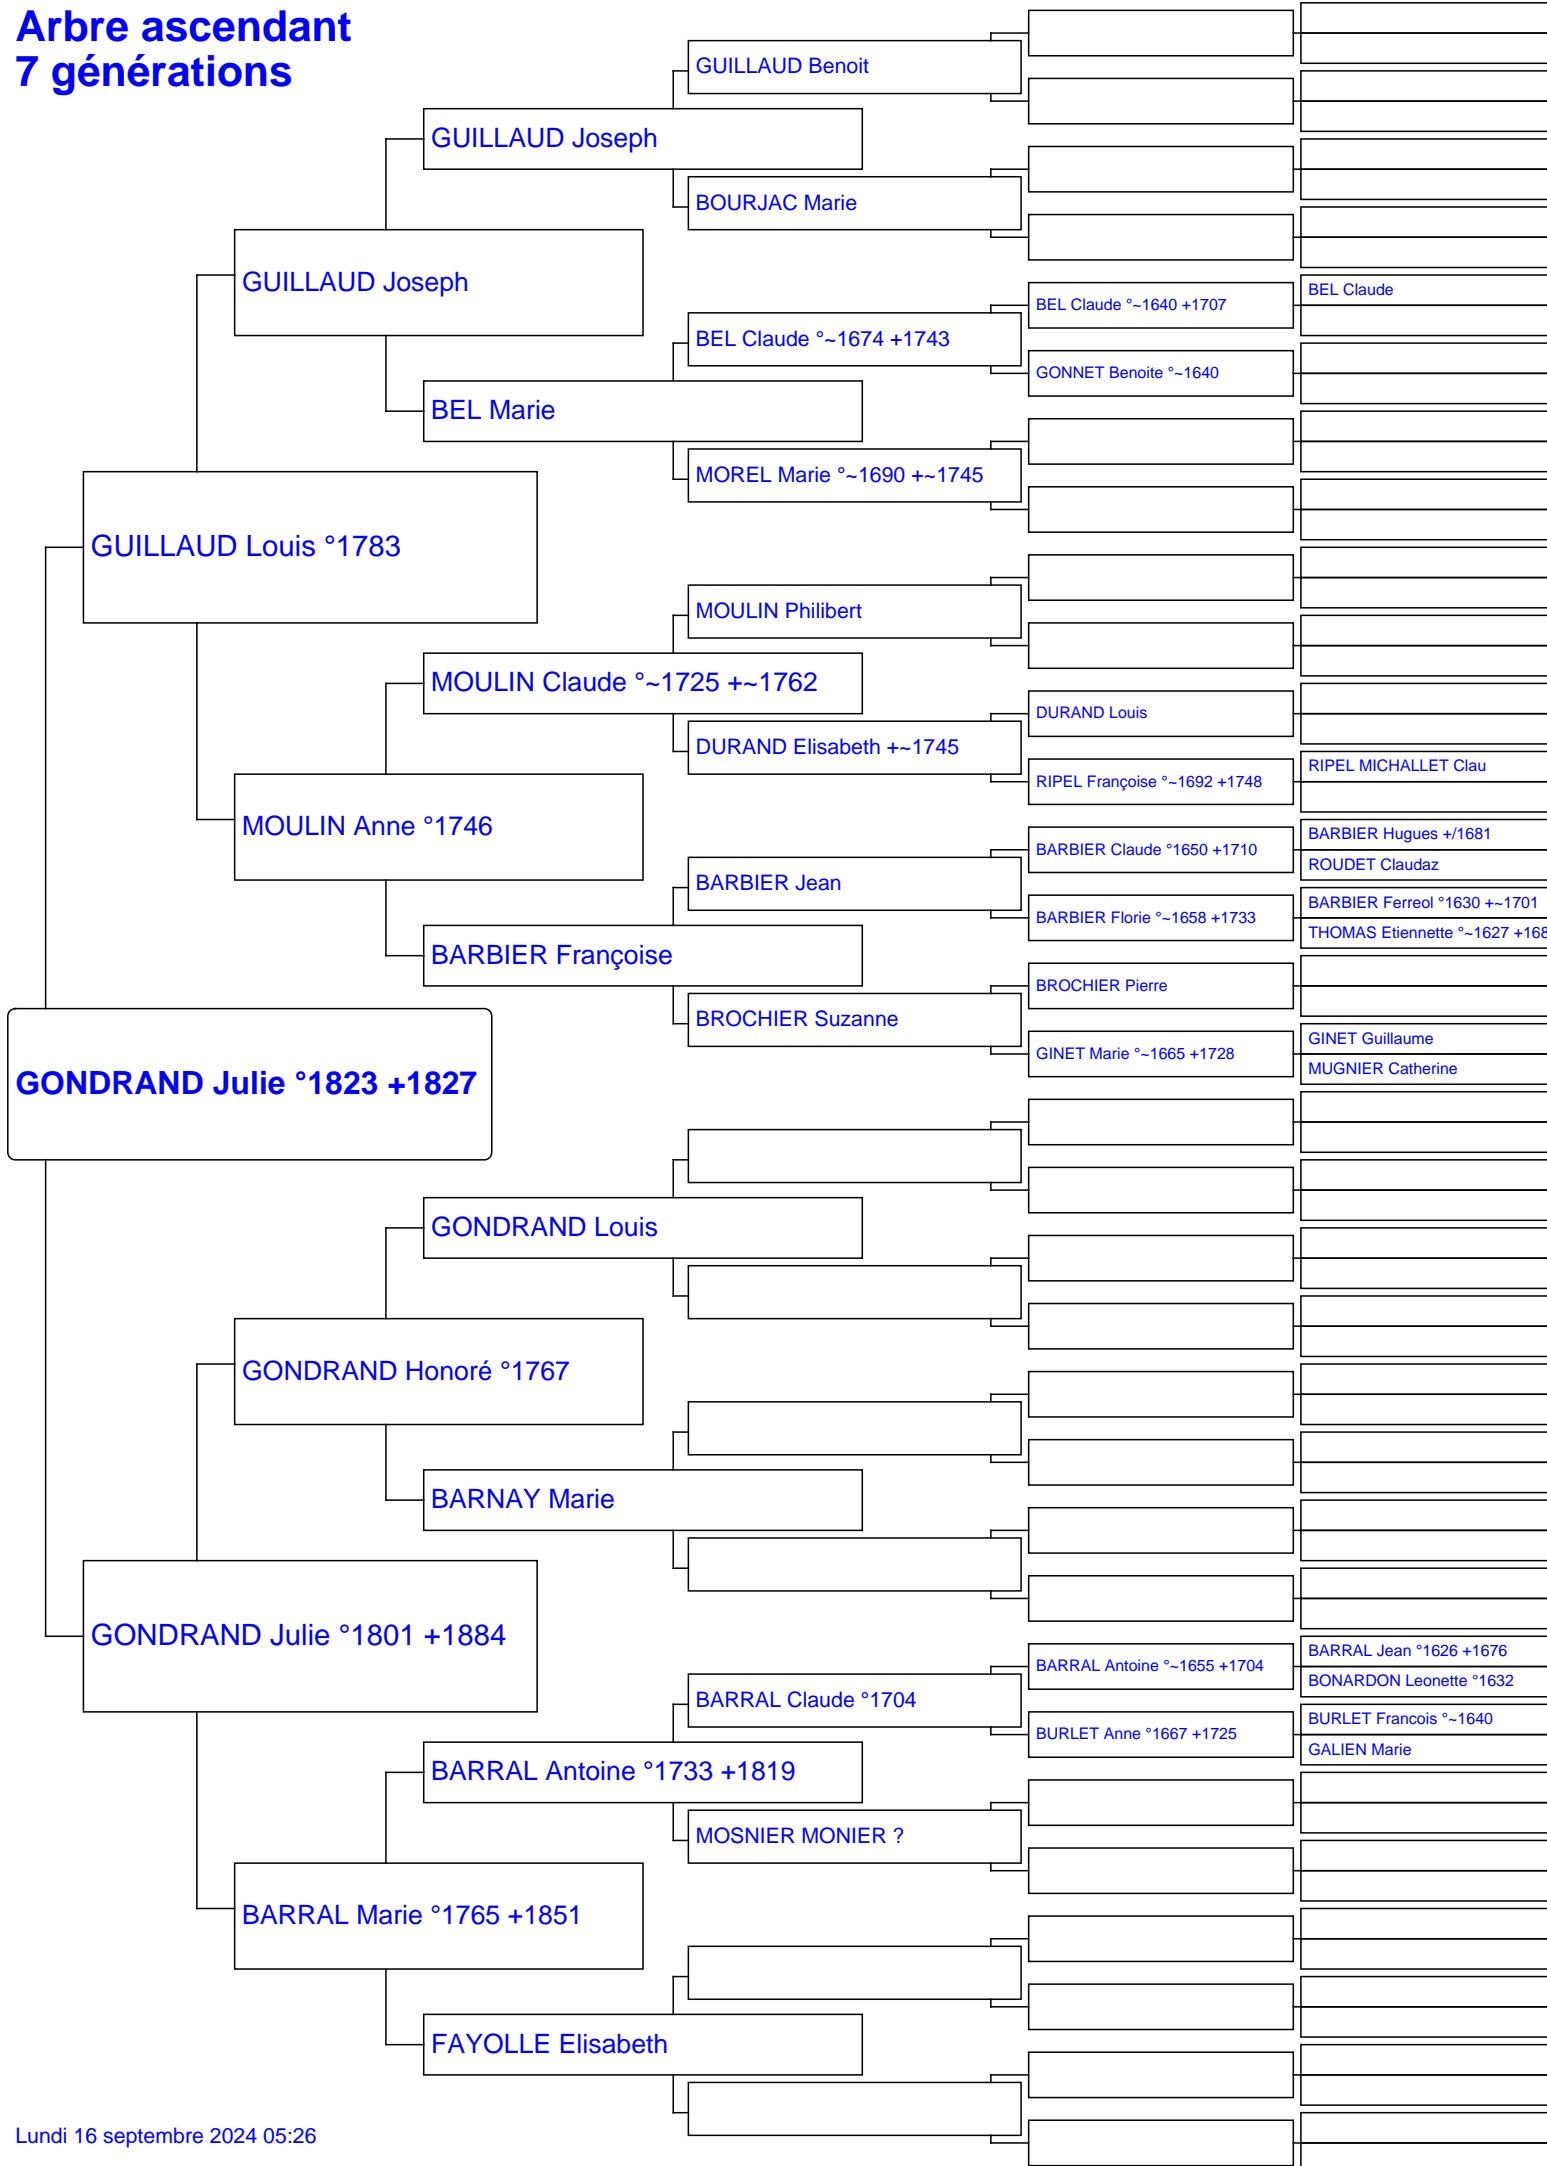 Arbre ascendant
7 générations
GUILLAUD Benoit
GUILLAUD Joseph
BOURJAC Marie
GUILLAUD Joseph
BEL Claude
BEL Claude °~1640 +1707
BEL Claude °~1674 +1743
GONNET Benoite °~1640
BEL Marie
MOREL Marie °~1690 +~1745
GUILLAUD Louis °1783
MOULIN Philibert
MOULIN Claude °~1725 +~1762
DURAND Louis
DURAND Elisabeth +~1745
RIPEL MICHALLET Clau
RIPEL Françoise °~1692 +1748
MOULIN Anne °1746
BARBIER Hugues +/1681
BARBIER Claude °1650 +1710
ROUDET Claudaz
BARBIER Jean
BARBIER Ferreol °1630 +~1701
BARBIER Florie °~1658 +1733
THOMAS Etiennette °~1627 +168
BARBIER Françoise
BROCHIER Pierre
BROCHIER Suzanne
GINET Guillaume
GINET Marie °~1665 +1728
MUGNIER Catherine
GONDRAND Julie °1823 +1827
GONDRAND Louis
GONDRAND Honoré °1767
BARNAY Marie
GONDRAND Julie °1801 +1884
BARRAL Jean °1626 +1676
BARRAL Antoine °~1655 +1704
BONARDON Leonette °1632
BARRAL Claude °1704
BURLET Francois °~1640
BURLET Anne °1667 +1725
GALIEN Marie
BARRAL Antoine °1733 +1819
MOSNIER MONIER ?
BARRAL Marie °1765 +1851
FAYOLLE Elisabeth
Lundi 16 septembre 2024 05:26